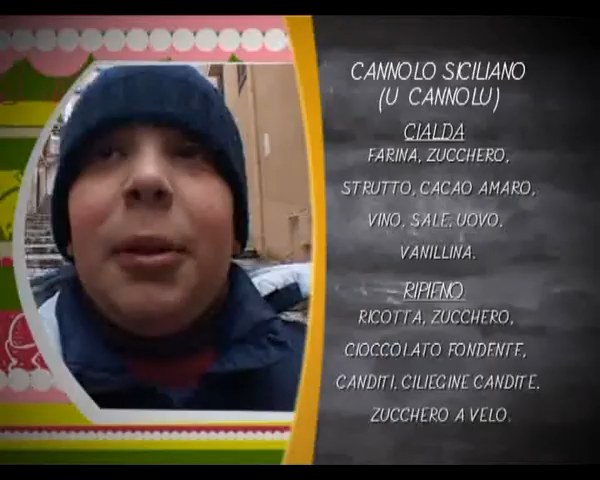 CANNOLO SICILIANO
(U CANNOLU)
CIALDA
FARINA, ZUCCHERO,
STRUTTO, CACAO AMARO,
VINO, SALE, UOVO,
VANILLINA.
RIPIENO
RICOTTA, ZUCCHERO,
CIOCCOLATO FONDENTE,
CANDITI, CILIEGINE CANDITE,
ZUCCHERO A VELO.